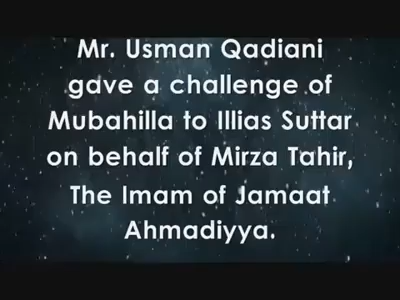 Mr. Usman Qadiani
gave a challenge of
Mubahilla to Illias Suttar
on behalf of Mirza Tahir,
The Imam of Jamaat
Ahmadiyya.